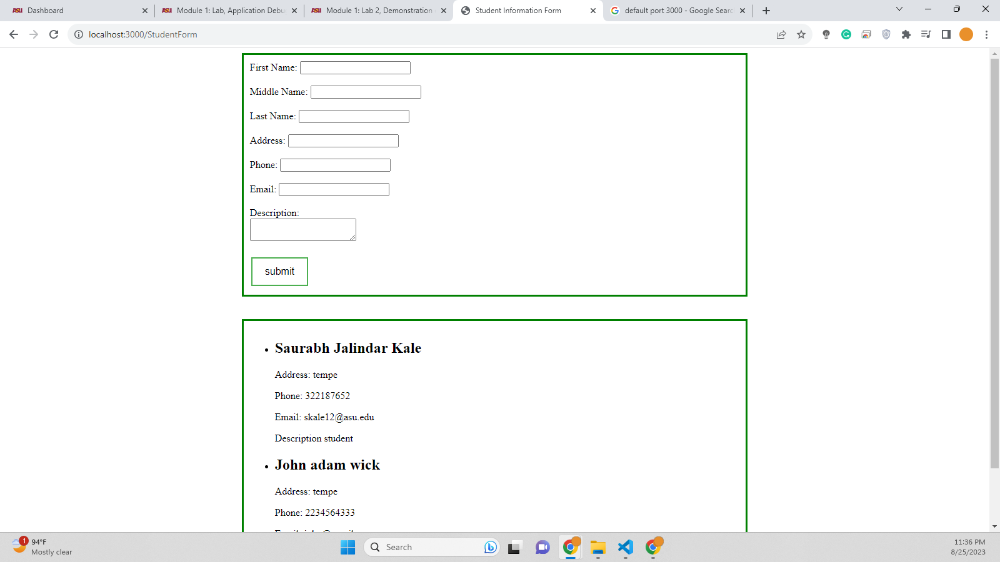 ASU Dashboard
ASU Module 1: Lab, Application Debu
ASU Module 1: Lab 2, Demonstration
Student Information Form
default port 3000 - Google Searc
localhost:3000/StudentForm
First Name:
Middle Name:
Last Name:
Address:
Phone:
Email:
Description:
submit
Saurabh Jalindar Kale
Address: tempe
Phone: 322187652
Email: skale12@asu.edu
Description student
John adam wick
Address: tempe
Phone: 2234564333
1
94°F
Mostly clear
Search
11:36 PM
8/25/2023